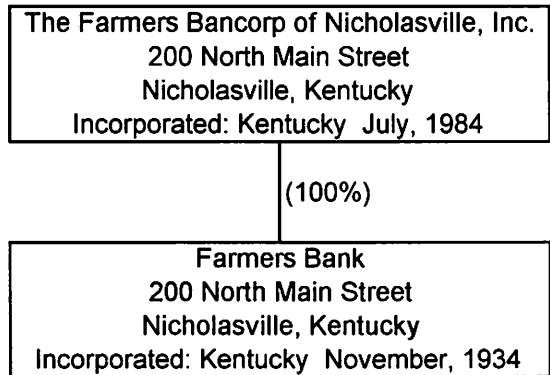 The Farmers Bancorp of Nicholasville, Inc.
200 North Main Street
Nicholasville, Kentucky
Incorporated: Kentucky July, 1984
(100%)
Farmers Bank
200 North Main Street
Nicholasville, Kentucky
Incorporated: Kentucky November, 1934